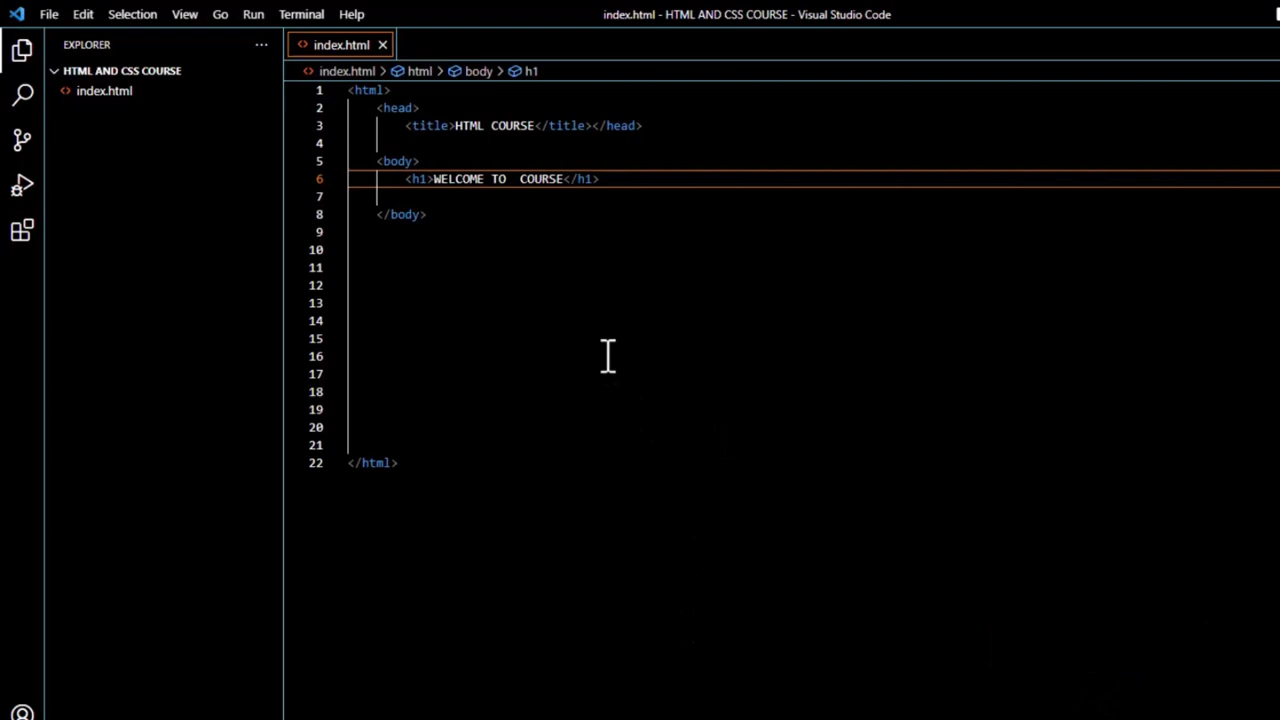 File Edit Selection View Go Run Terminal Help
index.html - HTML AND CSS COURSE - Visual Studio Code
EXPLORER ...
HTML AND CSS COURSE
index.html
index.html
index.html > html > body > h1
1 <html>
2 <head>
3 <title>HTML COURSE</title></head>
4
5 <body>
6 <h1>WELCOME TO  COURSE</h1>
7
8 </body>
9
10
11
12
13
14
15
16
17
18
19
20
21
22 </html>